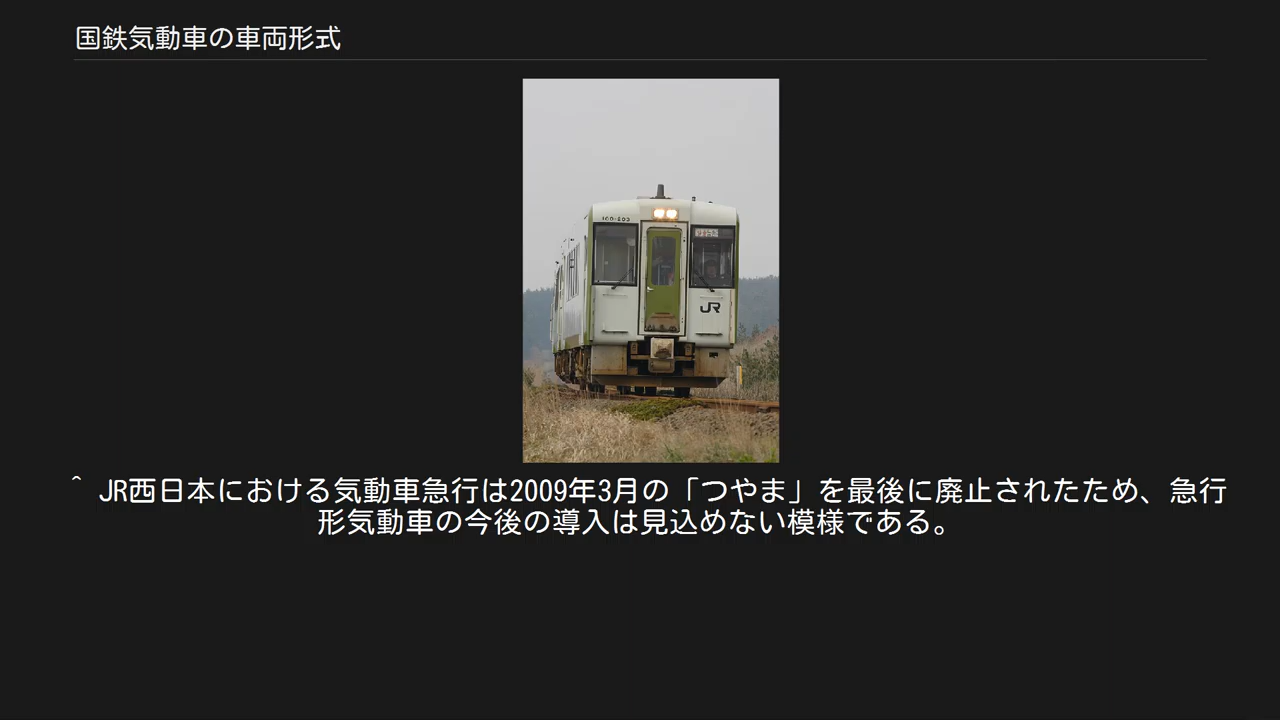 国鉄気動車の車両形式
JR
^ JR西日本における気動車急行は2009年3月の「つやま」を最後に廃止されたため、急行
形気動車の今後の導入は見込めない模様である。